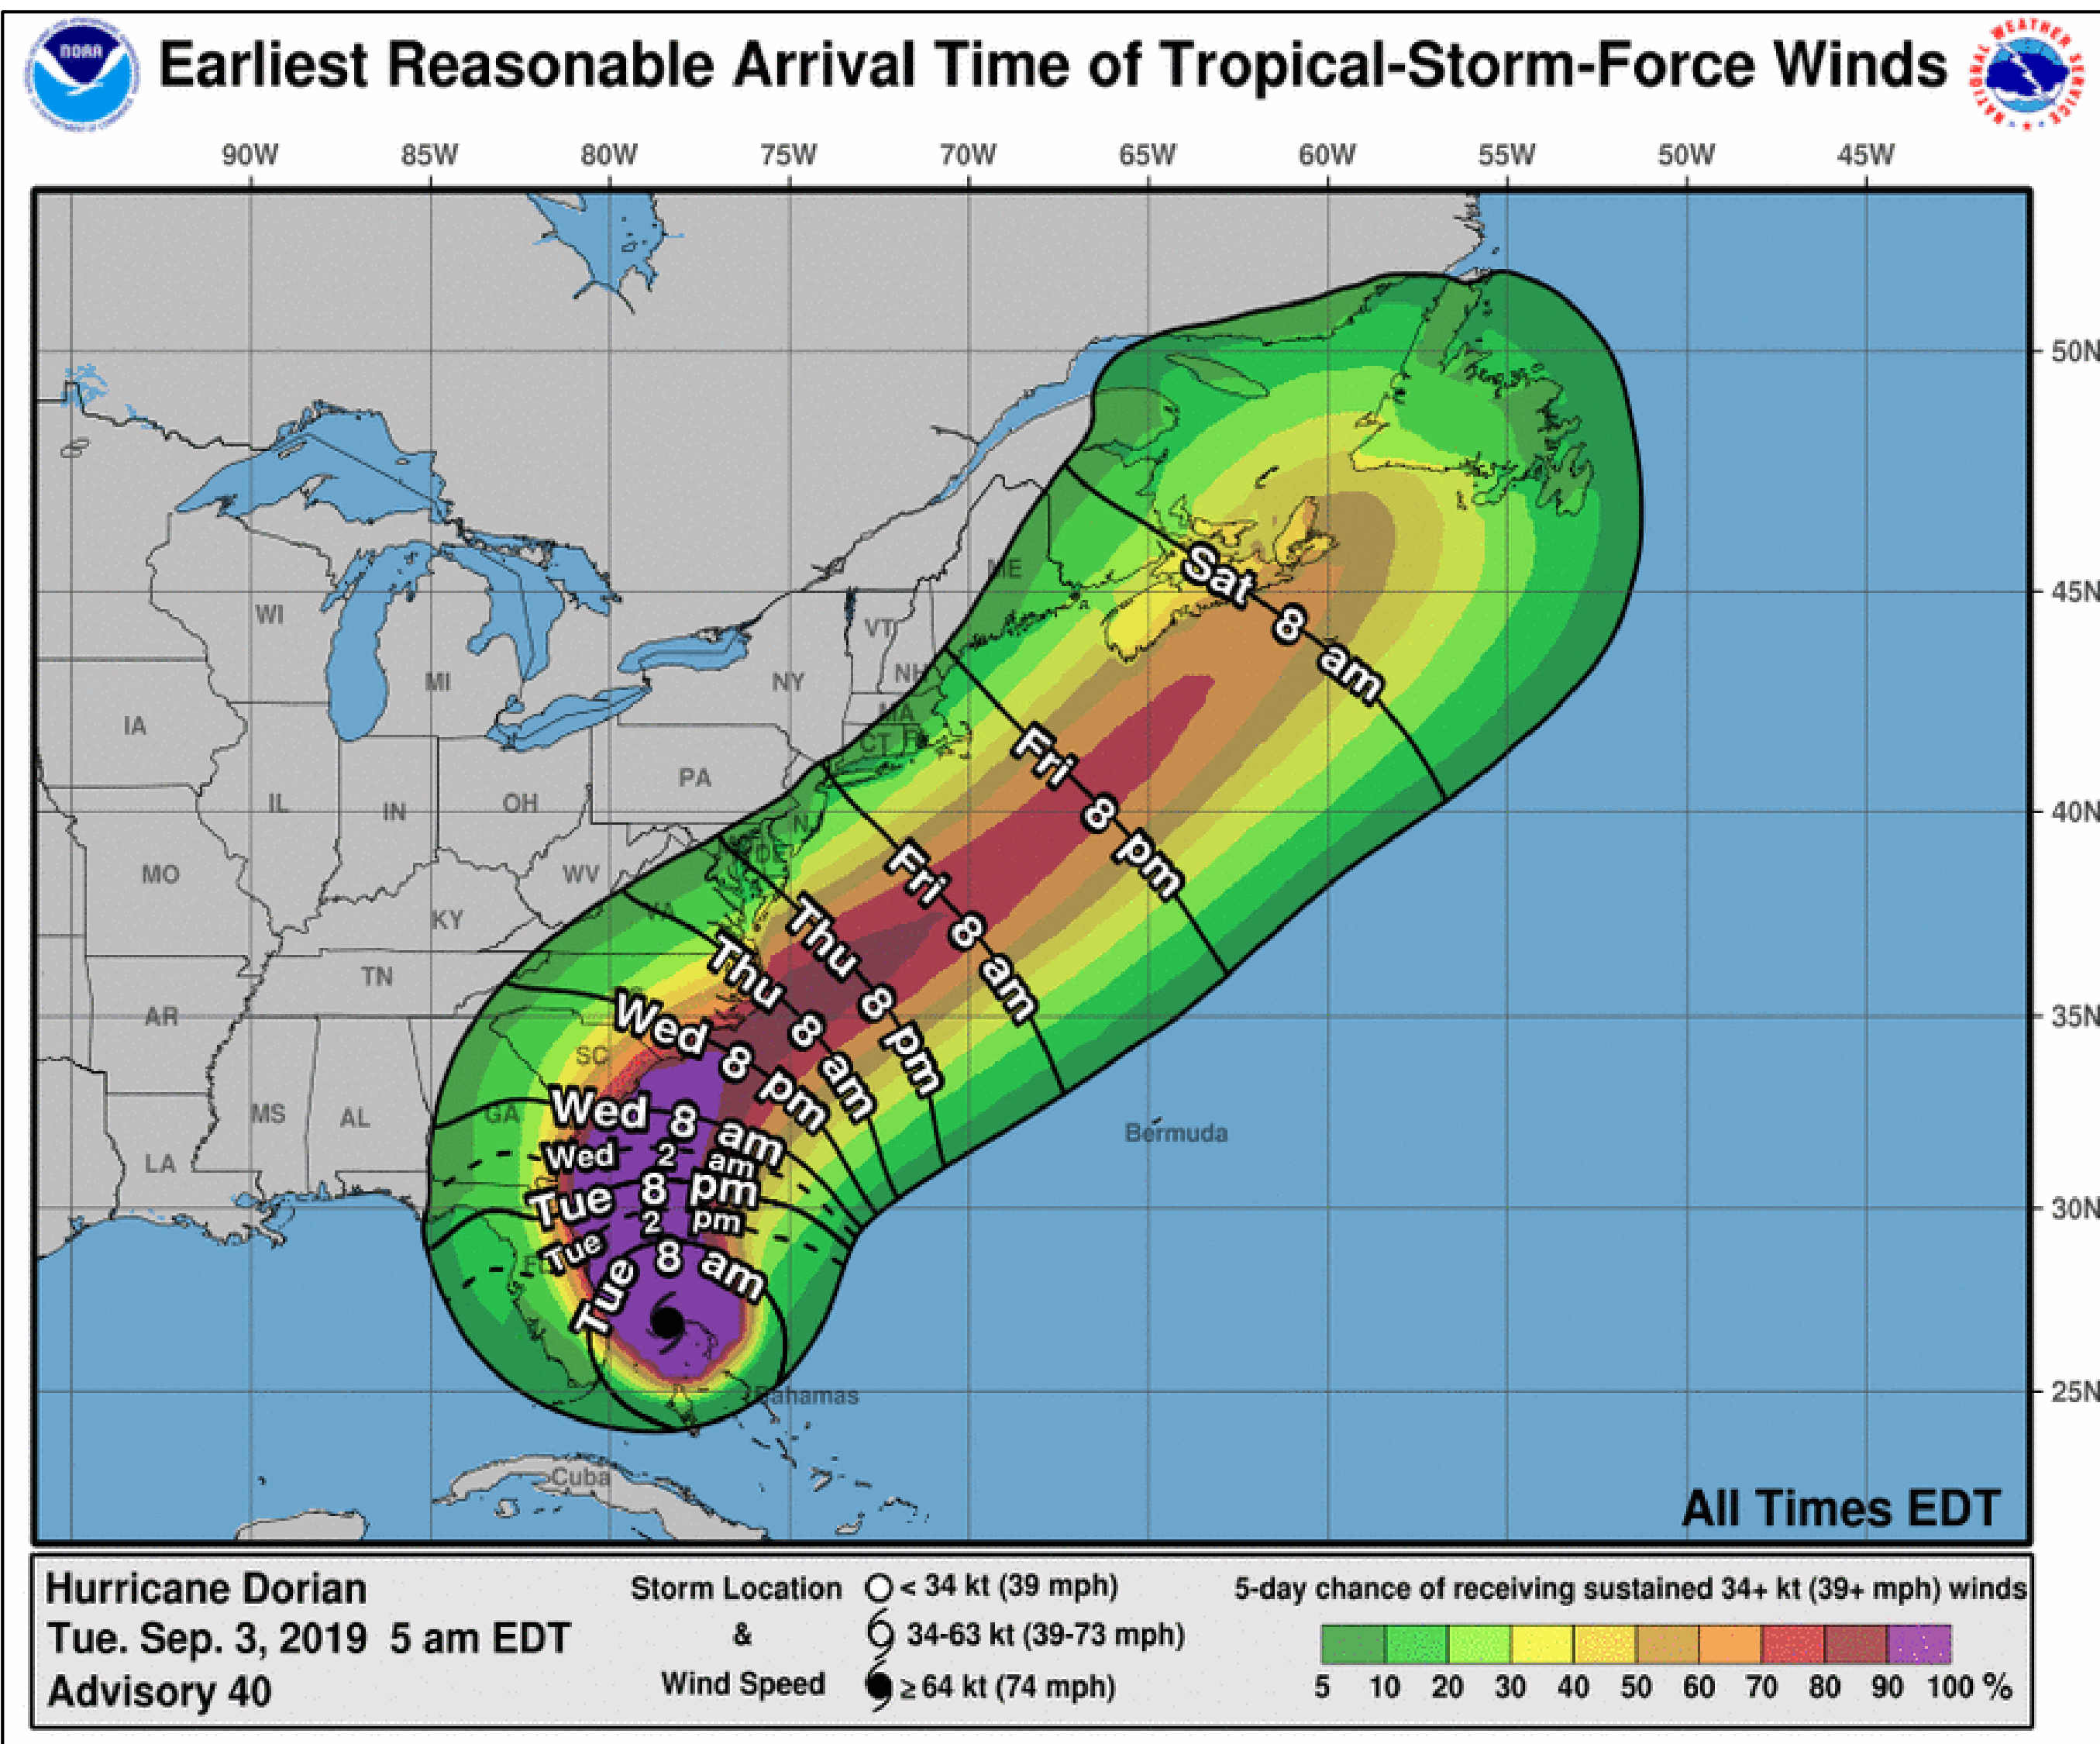 NOAA
Earliest Reasonable Arrival Time of Tropical-Storm-Force Winds
NATIONAL WEATHER SERVICE
90W 85W 80W 75W 70W 65W 60W 55W 50W 45W
50N
45N
40N
35N
30N
25N
ME
WI
VT
MI
NY
NH
MA
IA
CT
PA
IL
IN
OH
N
DE
MO
WV
VA
KY
TN
AR
SC
MS
AL
GA
LA
Bermuda
Bahamas
Cuba
Sat 8 am
Fri 8 pm
Fri 8 am
Thu 8 pm
Thu 8 am
Wed 8 pm
Wed 8 am
Wed 2 am
Tue 8 pm
Tue 2 pm
Tue 8 am
All Times EDT
Hurricane Dorian
Tue. Sep. 3, 2019 5 am EDT
Advisory 40
Storm Location
&
Wind Speed
< 34 kt (39 mph)
34-63 kt (39-73 mph)
≥ 64 kt (74 mph)
5-day chance of receiving sustained 34+ kt (39+ mph) winds
5 10 20 30 40 50 60 70 80 90 100 %